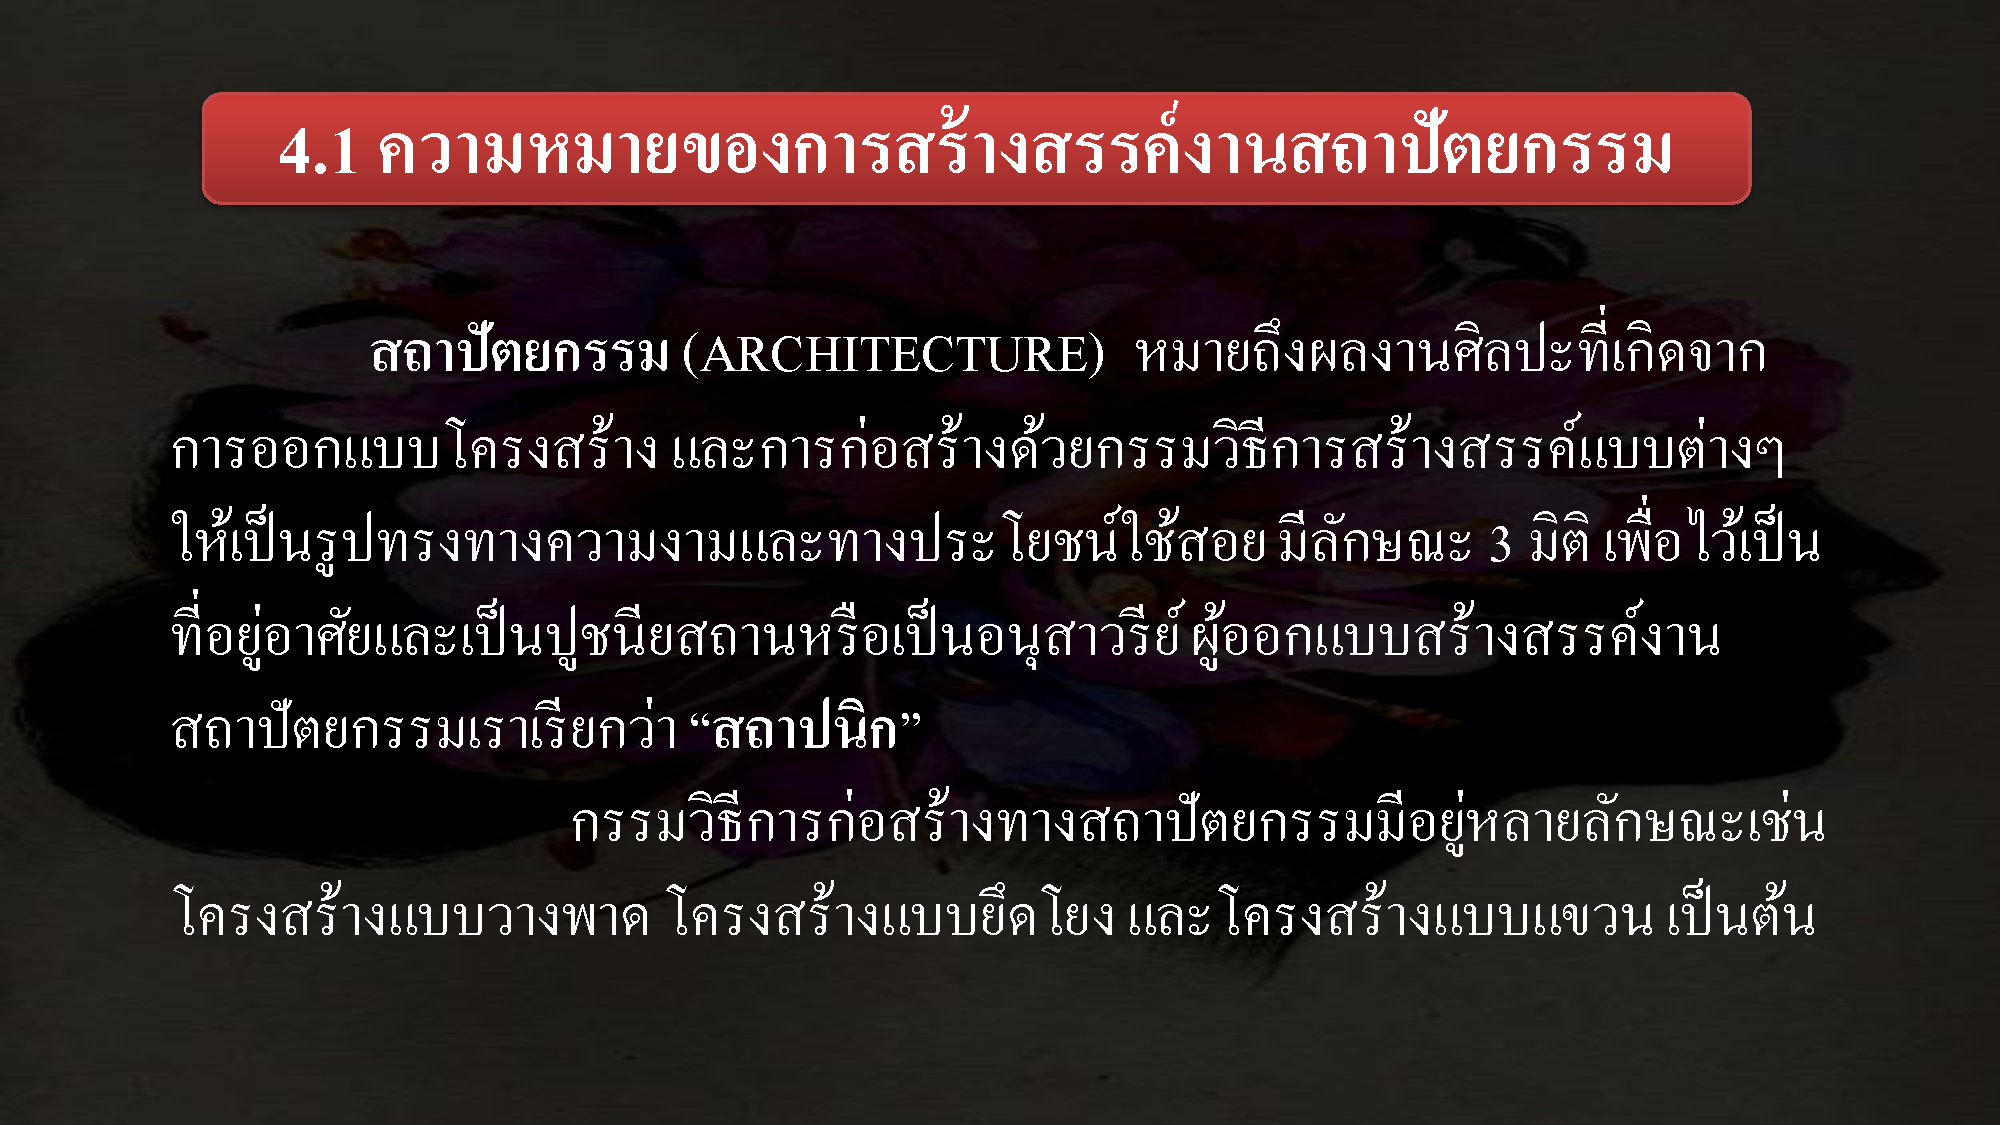 4.1 ความหมายของการสร้างสรรค์งานสถาปัตยกรรม
สถาปัตยกรรม (ARCHITECTURE) หมายถึงผลงานศิลปะที่เกิดจาก
การออกแบบโครงสร้าง และการก่อสร้างด้วยกรรมวิธีการสร้างสรรค์แบบต่างๆ
ให้เป็นรูปทรงทางความงามและทางประโยชน์ใช้สอย มีลักษณะ 3 มิติ เพื่อไว้เป็น
ที่อยู่อาศัยและเป็นปูชนียสถานหรือเป็นอนุสาวรีย์ ผู้ออกแบบสร้างสรรค์งาน
สถาปัตยกรรมเราเรียกว่า “สถาปนิก”
กรรมวิธีการก่อสร้างทางสถาปัตยกรรมมีอยู่หลายลักษณะเช่น
โครงสร้างแบบวางพาด โครงสร้างแบบยึดโยง และโครงสร้างแบบแขวน เป็นต้น